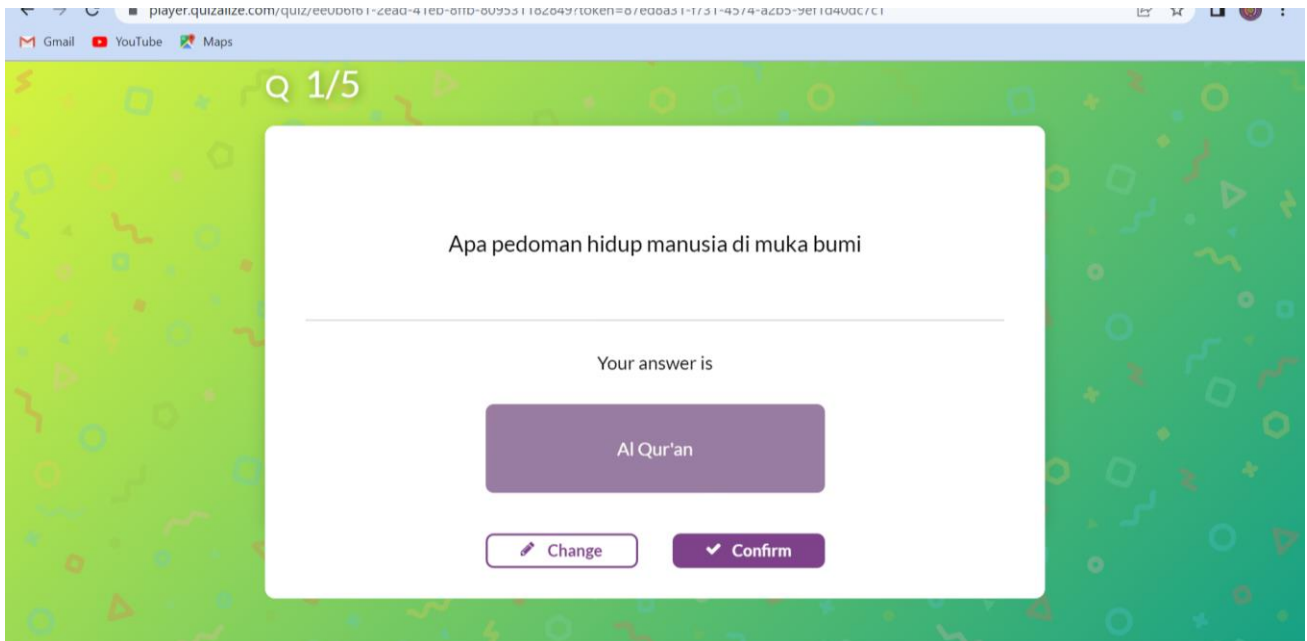 Gmail
YouTube
Maps
Q 1/5
Apa pedoman hidup manusia di muka bumi
Your answer is
Al Qur'an
Change
Confirm